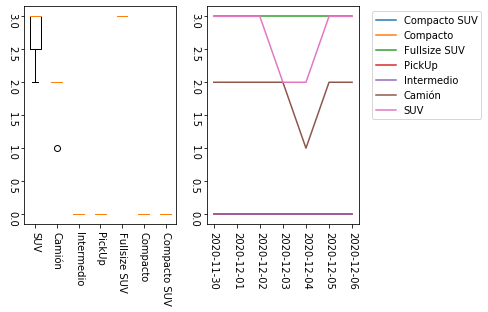 3.0
2.5
2.0
1.5
1.0
0.5
0.0
SUV
Camión
Intermedio
PickUp
Fullsize SUV
Compacto
Compacto SUV
3.0
2.5
2.0
1.5
1.0
0.5
0.0
2020-11-30
2020-12-01
2020-12-02
2020-12-03
2020-12-04
2020-12-05
2020-12-06
Compacto SUV
Compacto
Fullsize SUV
PickUp
Intermedio
Camión
SUV